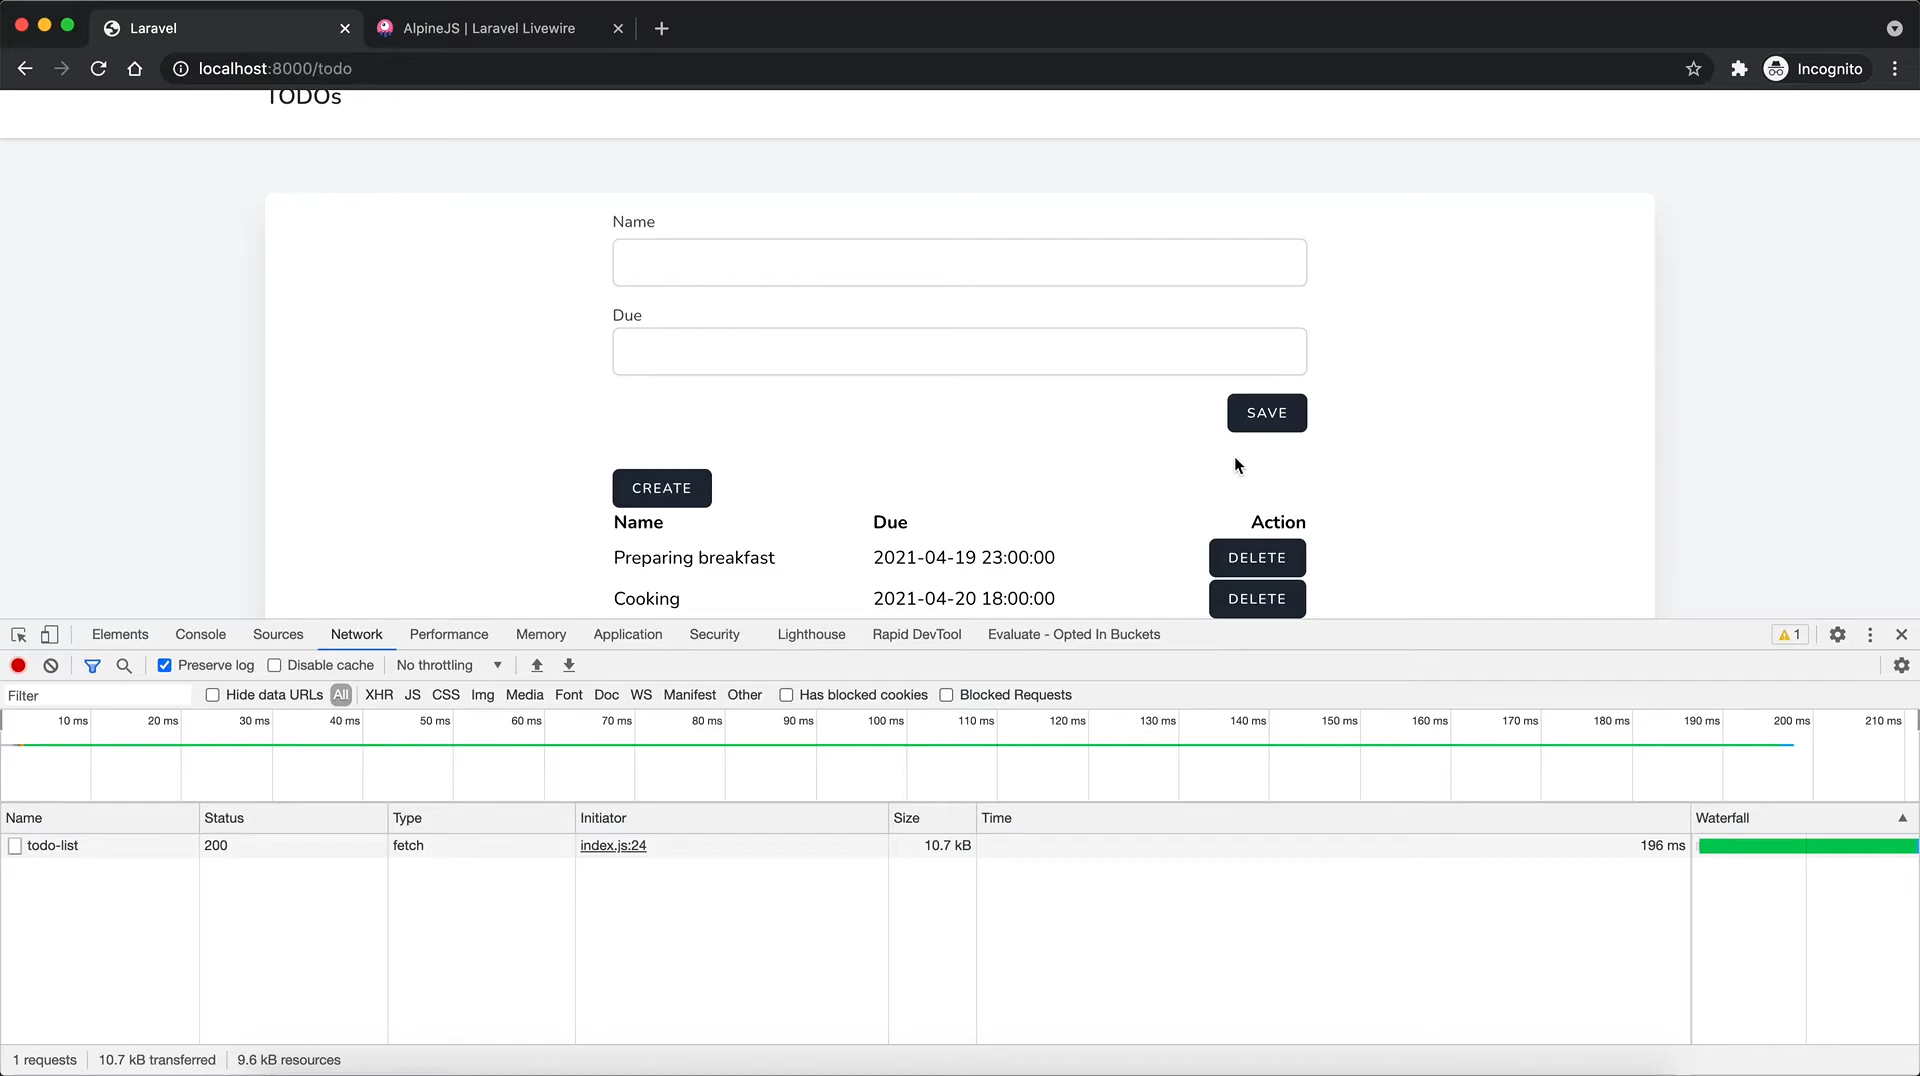 Laravel
AlpineJS | Laravel Livewire
localhost:8000/todo
Incognito
TODOs
Name
Due
SAVE
CREATE
Name Due Action
Preparing breakfast 2021-04-19 23:00:00 DELETE
Cooking 2021-04-20 18:00:00 DELETE
Elements Console Sources Network Performance Memory Application Security Lighthouse Rapid DevTool Evaluate - Opted In Buckets 1
Preserve log Disable cache No throttling
Filter Hide data URLs All XHR JS CSS Img Media Font Doc WS Manifest Other Has blocked cookies Blocked Requests
10 ms 20 ms 30 ms 40 ms 50 ms 60 ms 70 ms 80 ms 90 ms 100 ms 110 ms 120 ms 130 ms 140 ms 150 ms 160 ms 170 ms 180 ms 190 ms 200 ms 210 ms
Name Status Type Initiator Size Time Waterfall
todo-list 200 fetch index.js:24 10.7 kB 196 ms
1 requests 10.7 kB transferred 9.6 kB resources